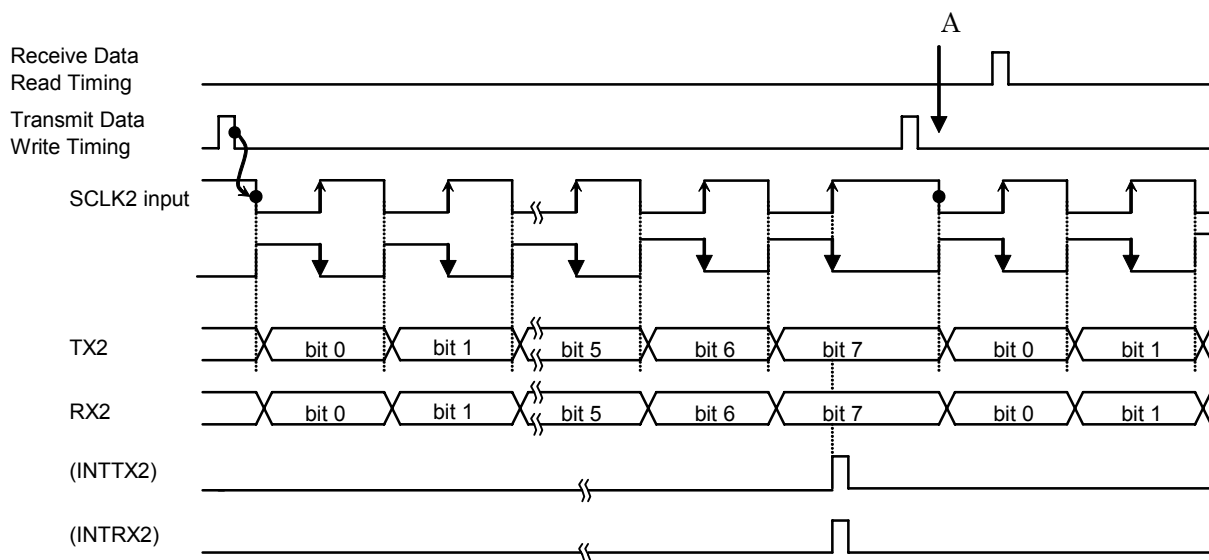 A
Receive Data
Read Timing
Transmit Data
Write Timing
SCLK2 input
TX2
bit 0 bit 1 bit 5 bit 6 bit 7 bit 0 bit 1
RX2
bit 0 bit 1 bit 5 bit 6 bit 7 bit 0 bit 1
(INTTX2)
(INTRX2)